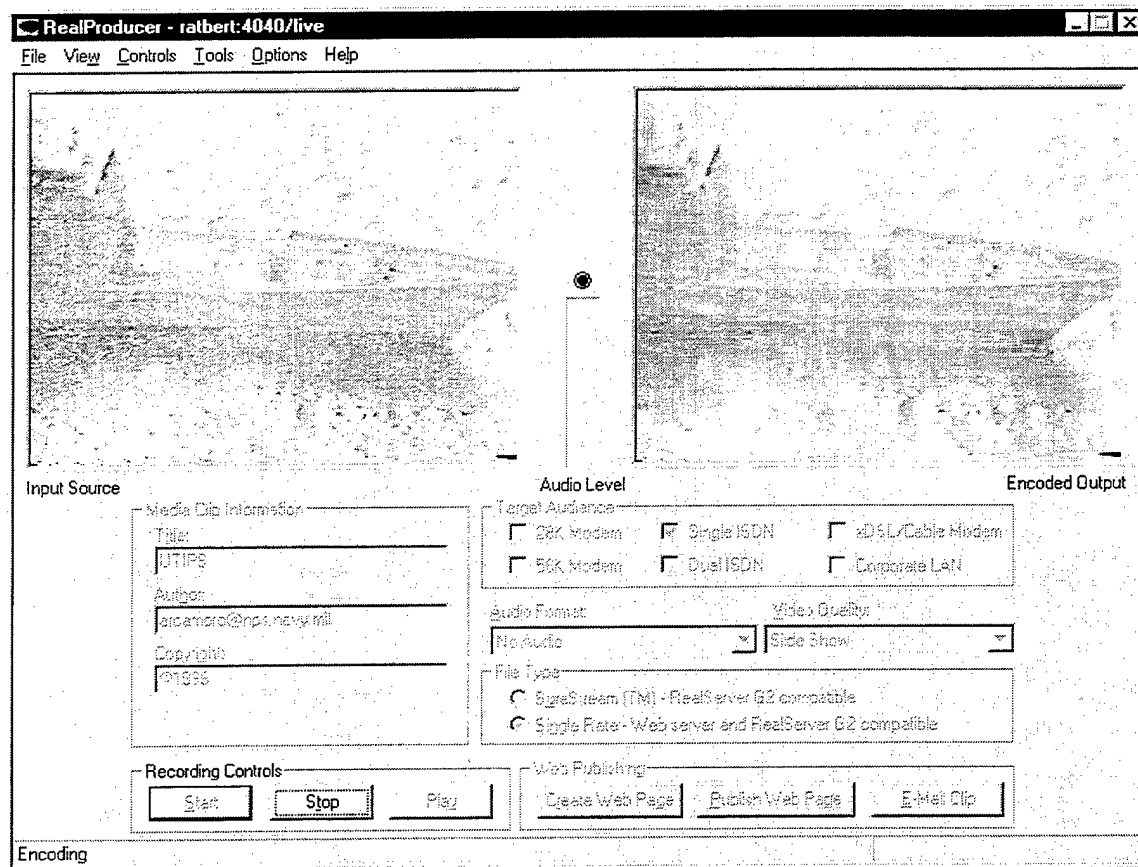 RealProducer - ratbert:4040/live
File View Controls Tools Options Help
Input Source
Audio Level
Encoded Output
Media Clip Information
Title:
UTIPS
Author:
arcampro@nps.navy.mil
Copyright:
©1998
Target Audience
28K Modem Single ISDN xDSL/Cable Modem
56K Modem Dual ISDN Corporate LAN
Audio Format: Video Quality:
No Audio Slide Show
File Type
SureStream (TM) - RealServer G2 compatible
Single Rate - Web server and RealServer G2 compatible
Recording Controls
Start Stop Play
Web Publishing
Create Web Page Publish Web Page E-Mail Clip
Encoding